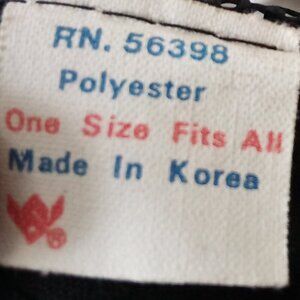 RN. 56398
Polyester
One Size Fits All
Made In Korea